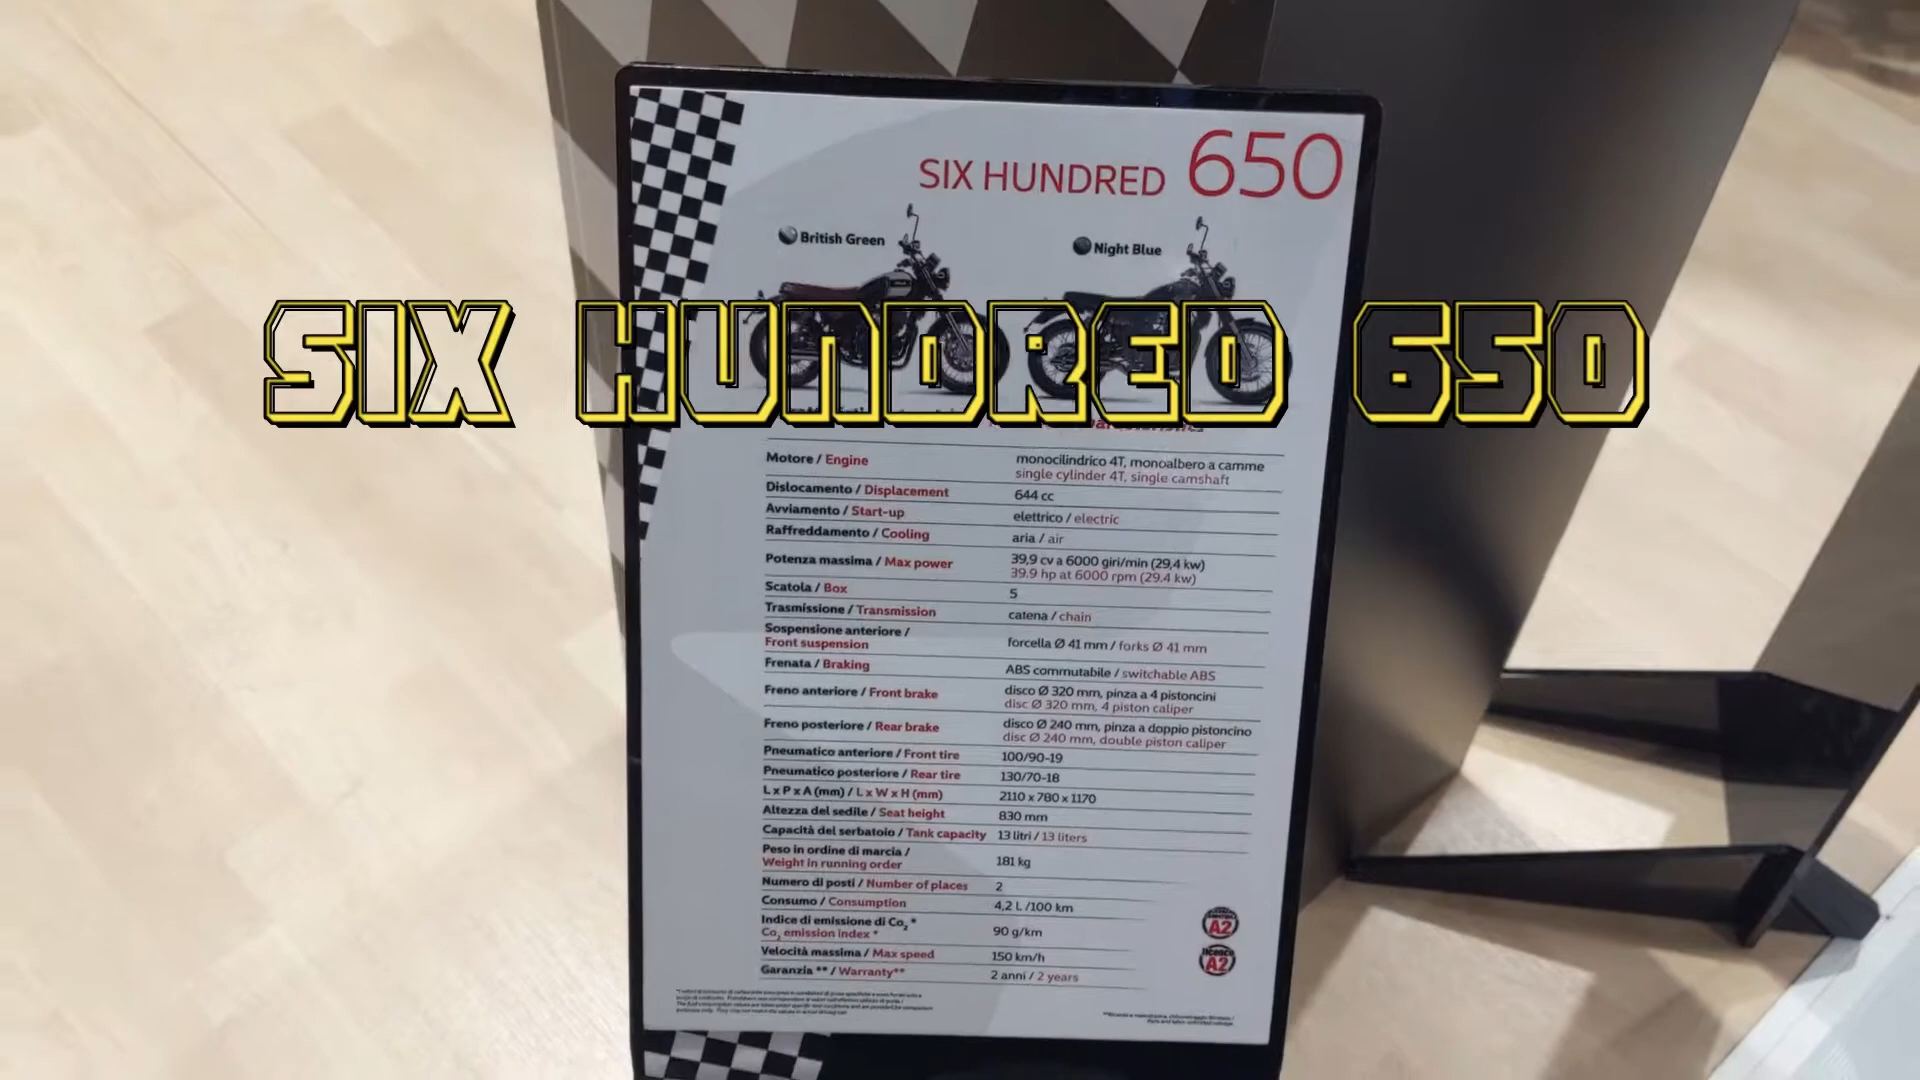 SIX HUNDRED 650
British Green
Night Blue
SIX HUNDRED 650
Motore / Engine
monocilindrico 4T, monoalbero a camme
single cylinder 4T, single camshaft
Dislocamento / Displacement 644 cc
Avviamento / Start-up elettrico / electric
Raffreddamento / Cooling aria / air
Potenza massima / Max power
39,9 cv a 6000 giri/min (29,4 kw)
39.9 hp at 6000 rpm (29.4 kw)
Scatola / Box 5
Trasmissione / Transmission catena / chain
Sospensione anteriore /
Front suspension forcella Ø 41 mm / forks Ø 41 mm
Frenata / Braking ABS commutabile / switchable ABS
Freno anteriore / Front brake
disco Ø 320 mm, pinza a 4 pistoncini
disc Ø 320 mm, 4 piston caliper
Freno posteriore / Rear brake
disco Ø 240 mm, pinza a doppio pistoncino
disc Ø 240 mm, double piston caliper
Pneumatico anteriore / Front tire 100/90-19
Pneumatico posteriore / Rear tire 130/70-18
L x P x A (mm) / L x W x H (mm) 2110 x 780 x 1170
Altezza del sedile / Seat height 830 mm
Capacità del serbatoio / Tank capacity 13 litri / 13 liters
Peso in ordine di marcia /
Weight in running order 181 kg
Numero di posti / Number of places 2
Consumo / Consumption 4,2 L /100 km
Indice di emissione di Co2 *
Co2 emission index * 90 g/km
Velocità massima / Max speed 150 km/h
Garanzia ** / Warranty** 2 anni / 2 years
A2
A2